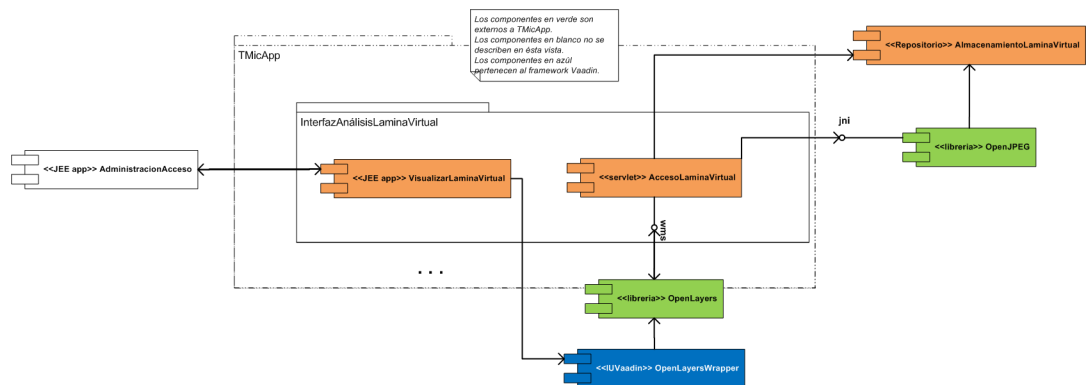 Los componentes en verde son
externos a TMicApp.
Los componentes en blanco no se
describen en ésta vista.
Los componentes en azúl
pertenecen al framework Vaadin.
TMicApp
<<Repositorio>> AlmacenamientoLaminaVirtual
InterfazAnálisisLaminaVirtual
jni
<<libreria>> OpenJPEG
<<JEE app>> AdministracionAcceso
<<JEE app>> VisualizarLaminaVirtual
<<servlet>> AccesoLaminaVirtual
wms
. . .
<<libreria>> OpenLayers
<<IUVaadin>> OpenLayersWrapper